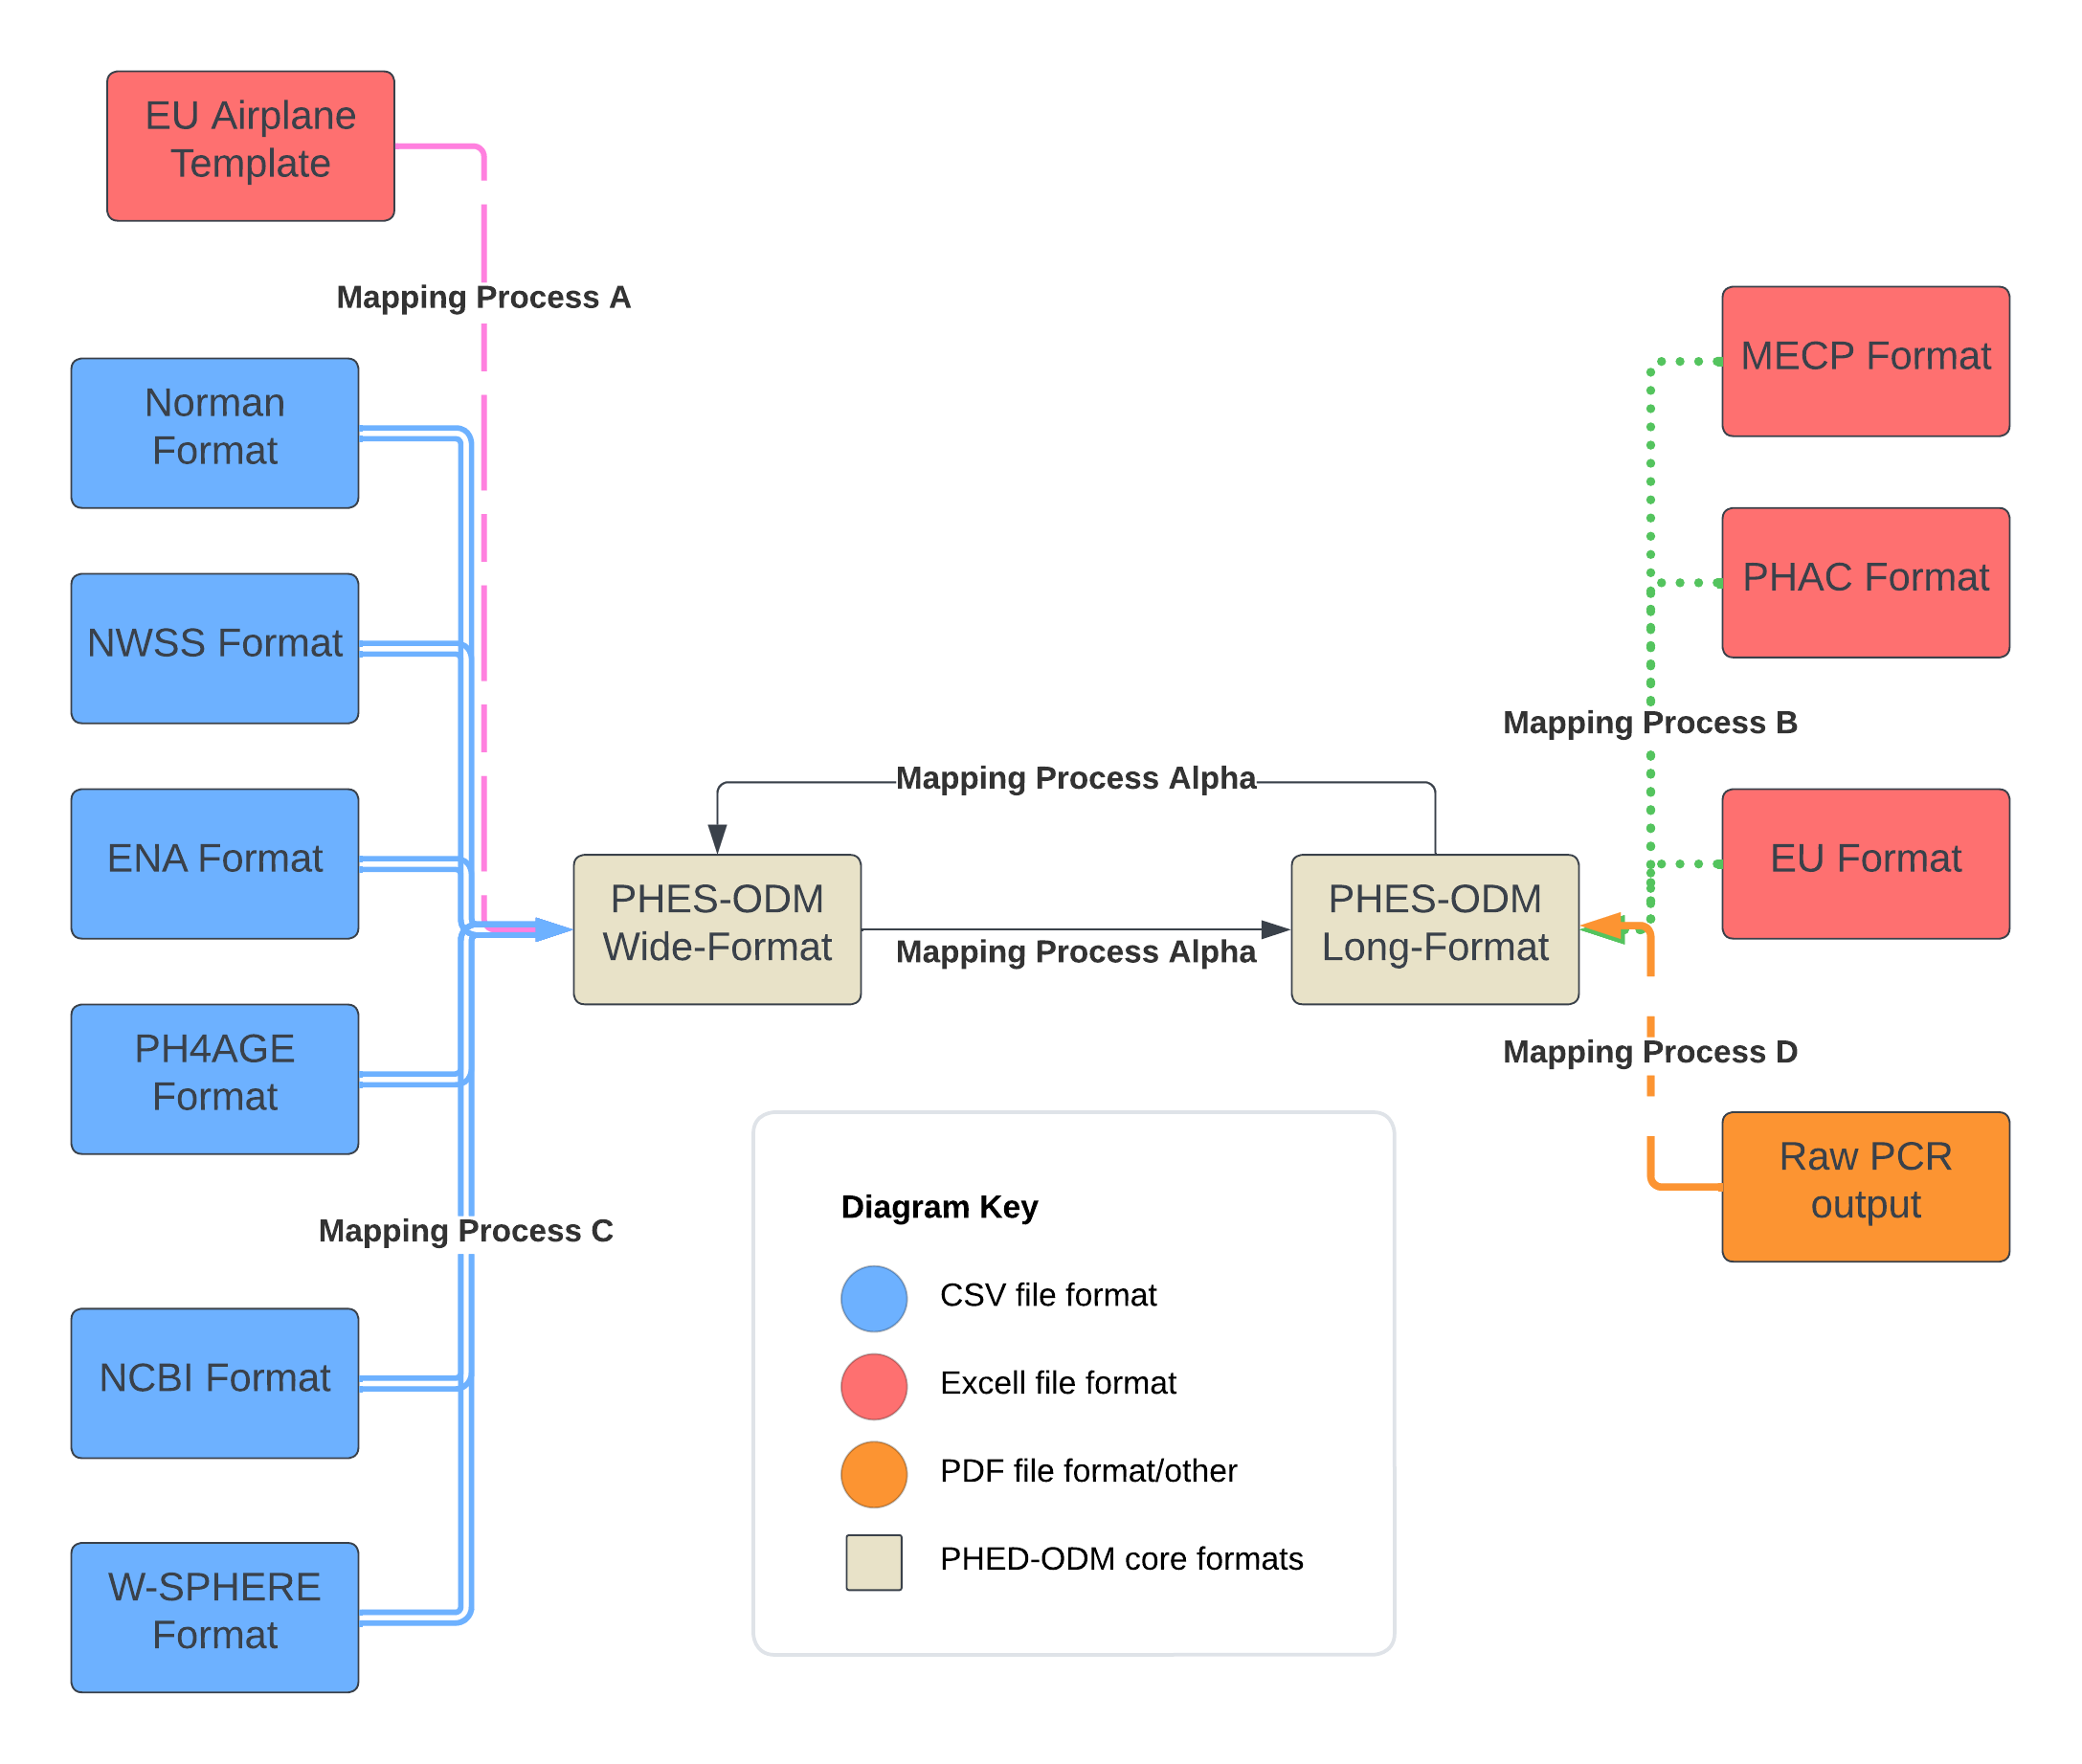 EU Airplane
Template
Mapping Process A
Norman
Format
NWSS Format
ENA Format
PH4AGE
Format
Mapping Process C
NCBI Format
W-SPHERE
Format
Mapping Process Alpha
PHES-ODM
Wide-Format
Mapping Process Alpha
PHES-ODM
Long-Format
MECP Format
PHAC Format
Mapping Process B
EU Format
Mapping Process D
Raw PCR
output
Diagram Key
CSV file format
Excell file format
PDF file format/other
PHED-ODM core formats